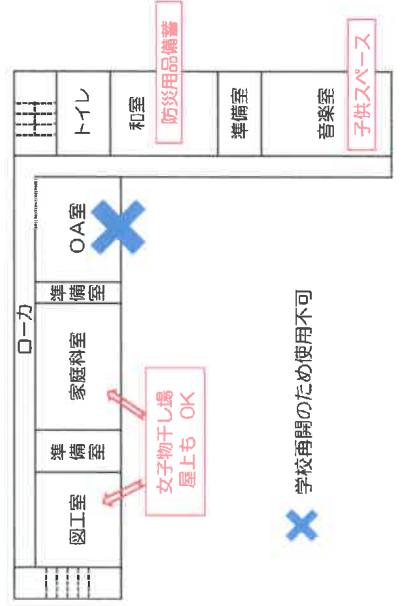 ローカ
図工室
準備室
家庭科室
準備室
OA室
トイレ
和室
防災用品備蓄
準備室
音楽室
子供スペース
女子物干し場
屋上も OK
学校再開のため使用不可